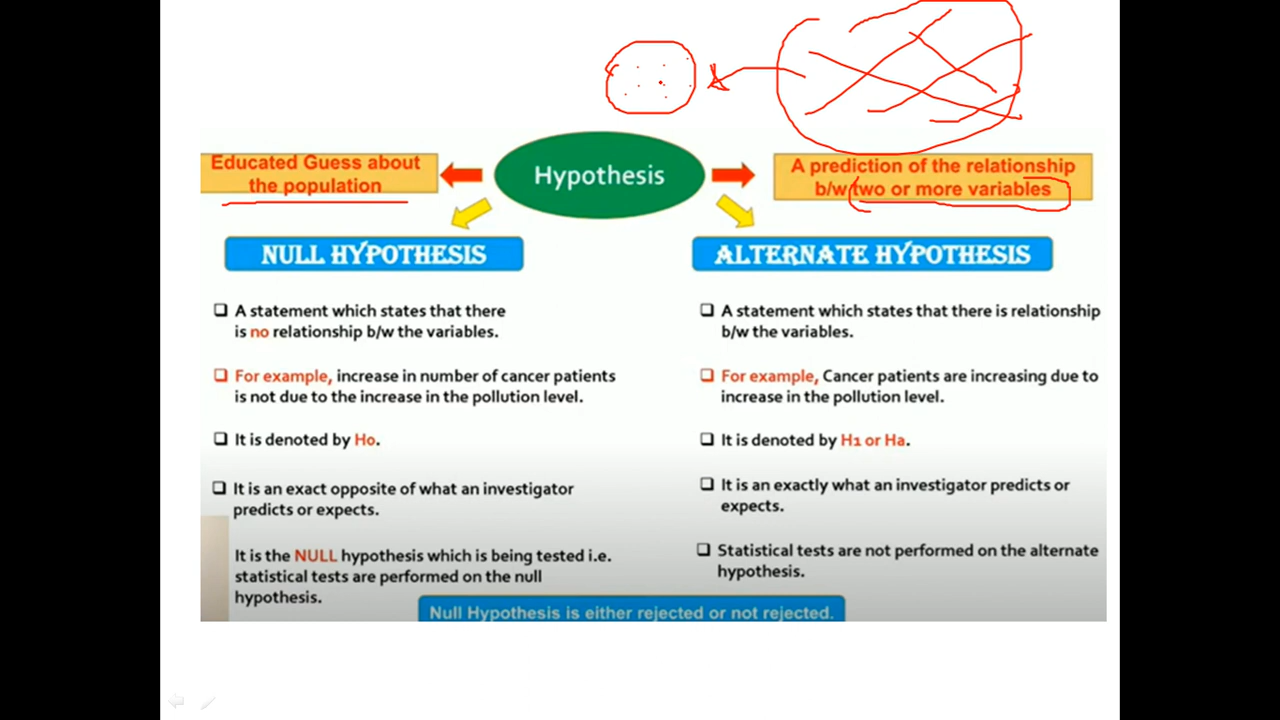 Educated Guess about
the population
Hypothesis
A prediction of the relationship
b/w two or more variables
NULL HYPOTHESIS
A statement which states that there
is no relationship b/w the variables.
For example, increase in number of cancer patients
is not due to the increase in the pollution level.
It is denoted by Ho.
It is an exact opposite of what an investigator
predicts or expects.
It is the NULL hypothesis which is being tested i.e.
statistical tests are performed on the null
hypothesis.
ALTERNATE HYPOTHESIS
A statement which states that there is relationship
b/w the variables.
For example, Cancer patients are increasing due to
increase in the pollution level.
It is denoted by H1 or Ha.
It is an exactly what an investigator predicts or
expects.
Statistical tests are not performed on the alternate
hypothesis.
Null Hypothesis is either rejected or not rejected.